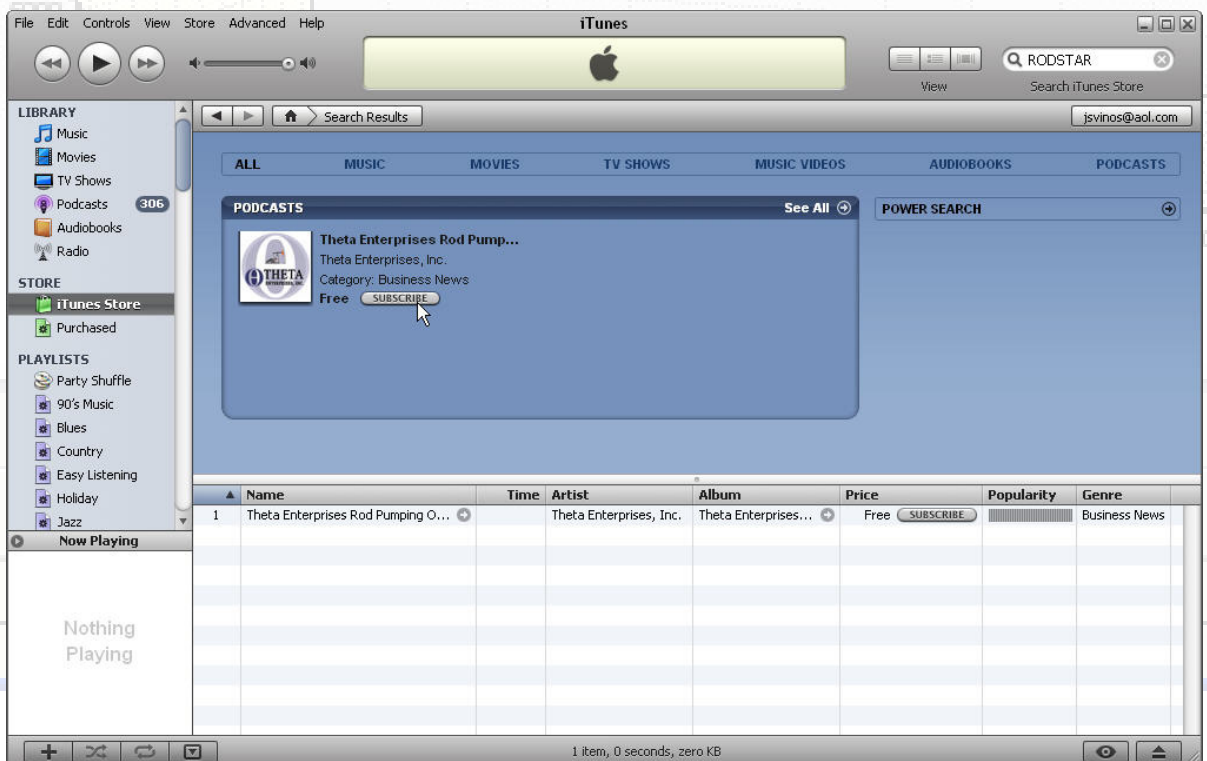 File Edit Controls View Store Advanced Help
iTunes
RODSTAR
View
Search iTunes Store
LIBRARY
Music
Movies
TV Shows
Podcasts 306
Audiobooks
Radio
STORE
iTunes Store
Purchased
PLAYLISTS
Party Shuffle
90's Music
Blues
Country
Easy Listening
Holiday
Jazz
Now Playing
Nothing
Playing
Search Results
jsvinos@aol.com
ALL MUSIC MOVIES TV SHOWS MUSIC VIDEOS AUDIOBOOKS PODCASTS
PODCASTS See All
POWER SEARCH
THETA
Theta Enterprises Rod Pump...
Theta Enterprises, Inc.
Category: Business News
Free SUBSCRIBE
Name Time Artist Album Price Popularity Genre
1 Theta Enterprises Rod Pumping O... Theta Enterprises, Inc. Theta Enterprises... Free SUBSCRIBE Business News
1 item, 0 seconds, zero KB